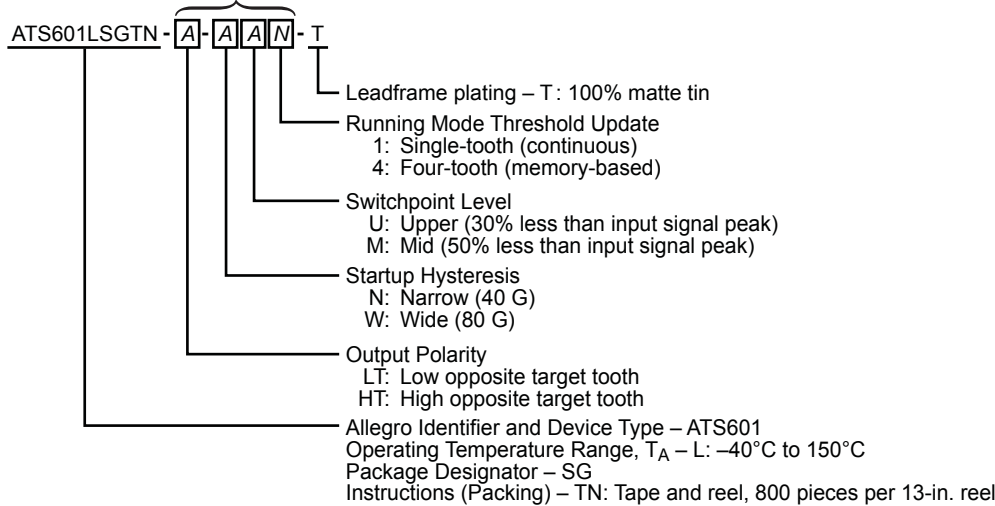 ATS601LSGTN - A - A A N - T
Leadframe plating – T : 100% matte tin
Running Mode Threshold Update
1: Single-tooth (continuous)
4: Four-tooth (memory-based)
Switchpoint Level
U: Upper (30% less than input signal peak)
M: Mid (50% less than input signal peak)
Startup Hysteresis
N: Narrow (40 G)
W: Wide (80 G)
Output Polarity
LT: Low opposite target tooth
HT: High opposite target tooth
Allegro Identifier and Device Type – ATS601
Operating Temperature Range, TA – L: –40°C to 150°C
Package Designator – SG
Instructions (Packing) – TN: Tape and reel, 800 pieces per 13-in. reel